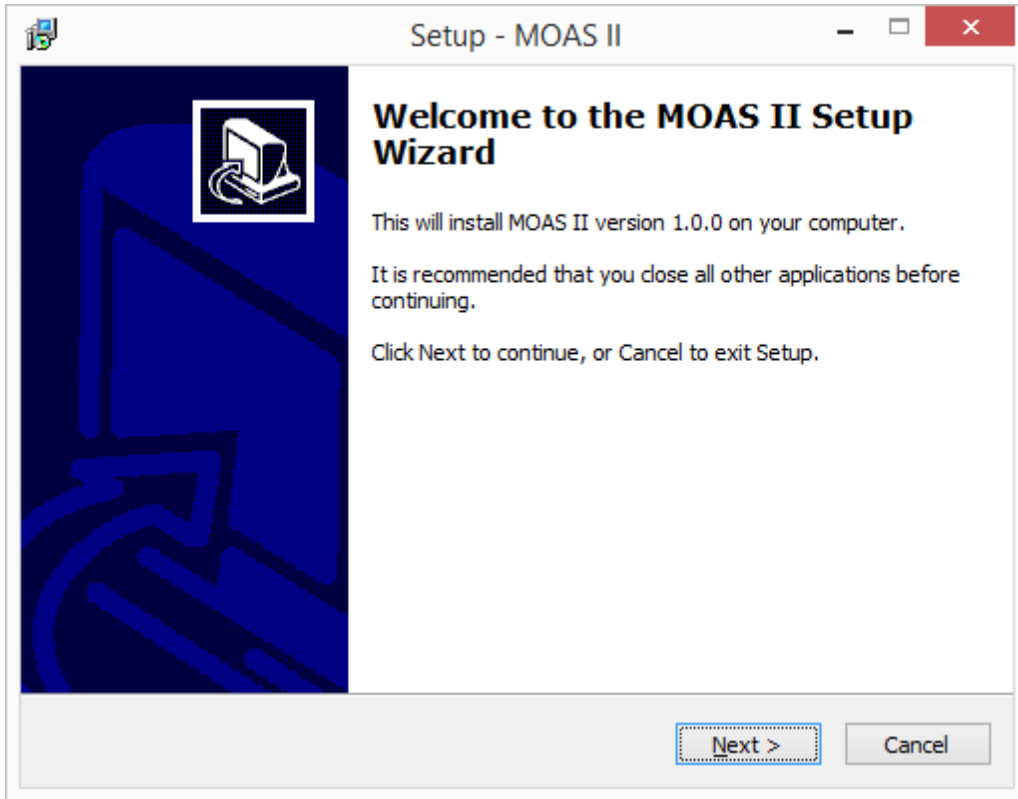 Setup - MOAS II
Welcome to the MOAS II Setup
Wizard
This will install MOAS II version 1.0.0 on your computer.
It is recommended that you close all other applications before
continuing.
Click Next to continue, or Cancel to exit Setup.
Next >
Cancel